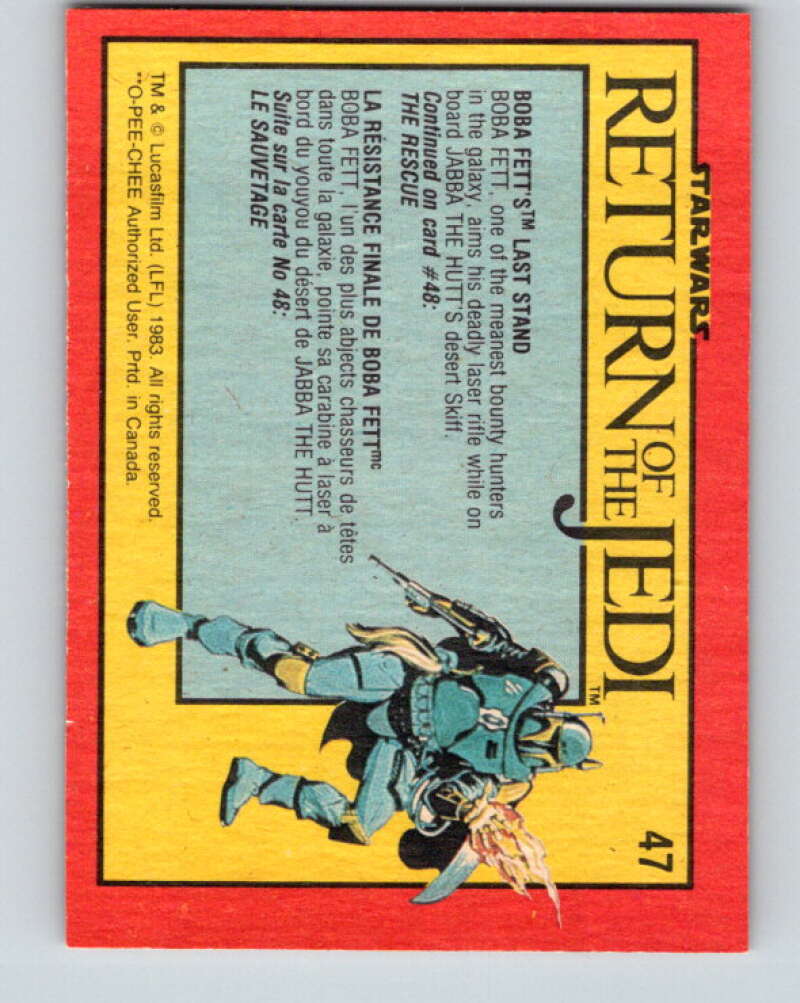 STAR WARS
RETURN OF THE JEDI™
47
BOBA FETT'S™ LAST STAND
BOBA FETT, one of the meanest bounty hunters
in the galaxy, aims his deadly laser rifle while on
board JABBA THE HUTT'S desert Skiff.
Continued on card #48:
THE RESCUE
LA RÉSISTANCE FINALE DE BOBA FETTmc
BOBA FETT, l'un des plus abjects chasseurs de têtes
dans toute la galaxie, pointe sa carabine à laser à
bord du youyou du désert de JABBA THE HUTT.
Suite sur la carte No 48:
LE SAUVETAGE
TM & © Lucasfilm Ltd. (LFL) 1983. All rights reserved.
**O-PEE-CHEE Authorized User. Prtd. in Canada.